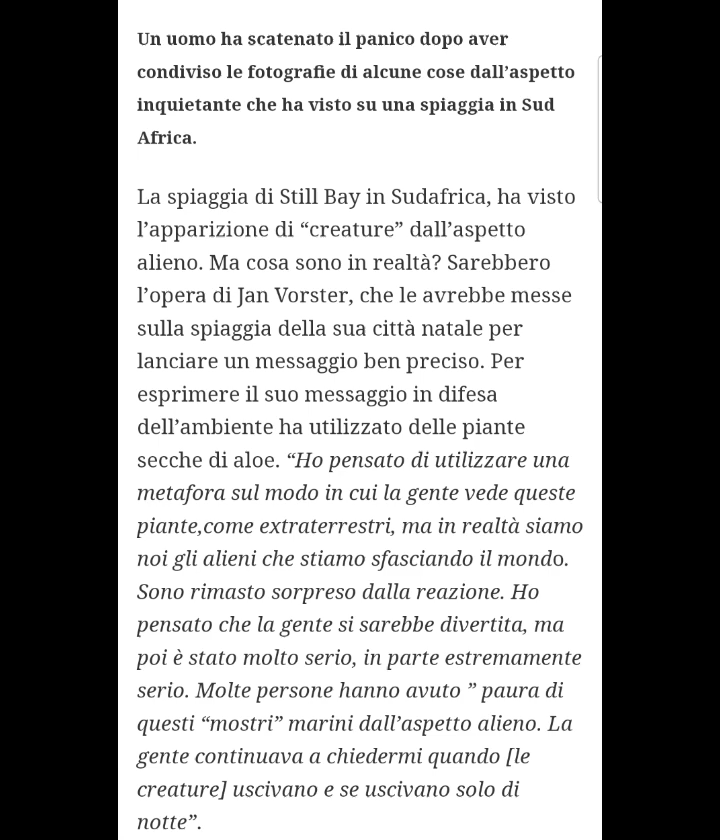 Un uomo ha scatenato il panico dopo aver
condiviso le fotografie di alcune cose dall’aspetto
inquietante che ha visto su una spiaggia in Sud
Africa.
La spiaggia di Still Bay in Sudafrica, ha visto
l’apparizione di “creature” dall’aspetto
alieno. Ma cosa sono in realtà? Sarebbero
l’opera di Jan Vorster, che le avrebbe messe
sulla spiaggia della sua città natale per
lanciare un messaggio ben preciso. Per
esprimere il suo messaggio in difesa
dell’ambiente ha utilizzato delle piante
secche di aloe. “Ho pensato di utilizzare una
metafora sul modo in cui la gente vede queste
piante,come extraterrestri, ma in realtà siamo
noi gli alieni che stiamo sfasciando il mondo.
Sono rimasto sorpreso dalla reazione. Ho
pensato che la gente si sarebbe divertita, ma
poi è stato molto serio, in parte estremamente
serio. Molte persone hanno avuto ” paura di
questi “mostri” marini dall’aspetto alieno. La
gente continuava a chiedermi quando [le
creature] uscivano e se uscivano solo di
notte”.